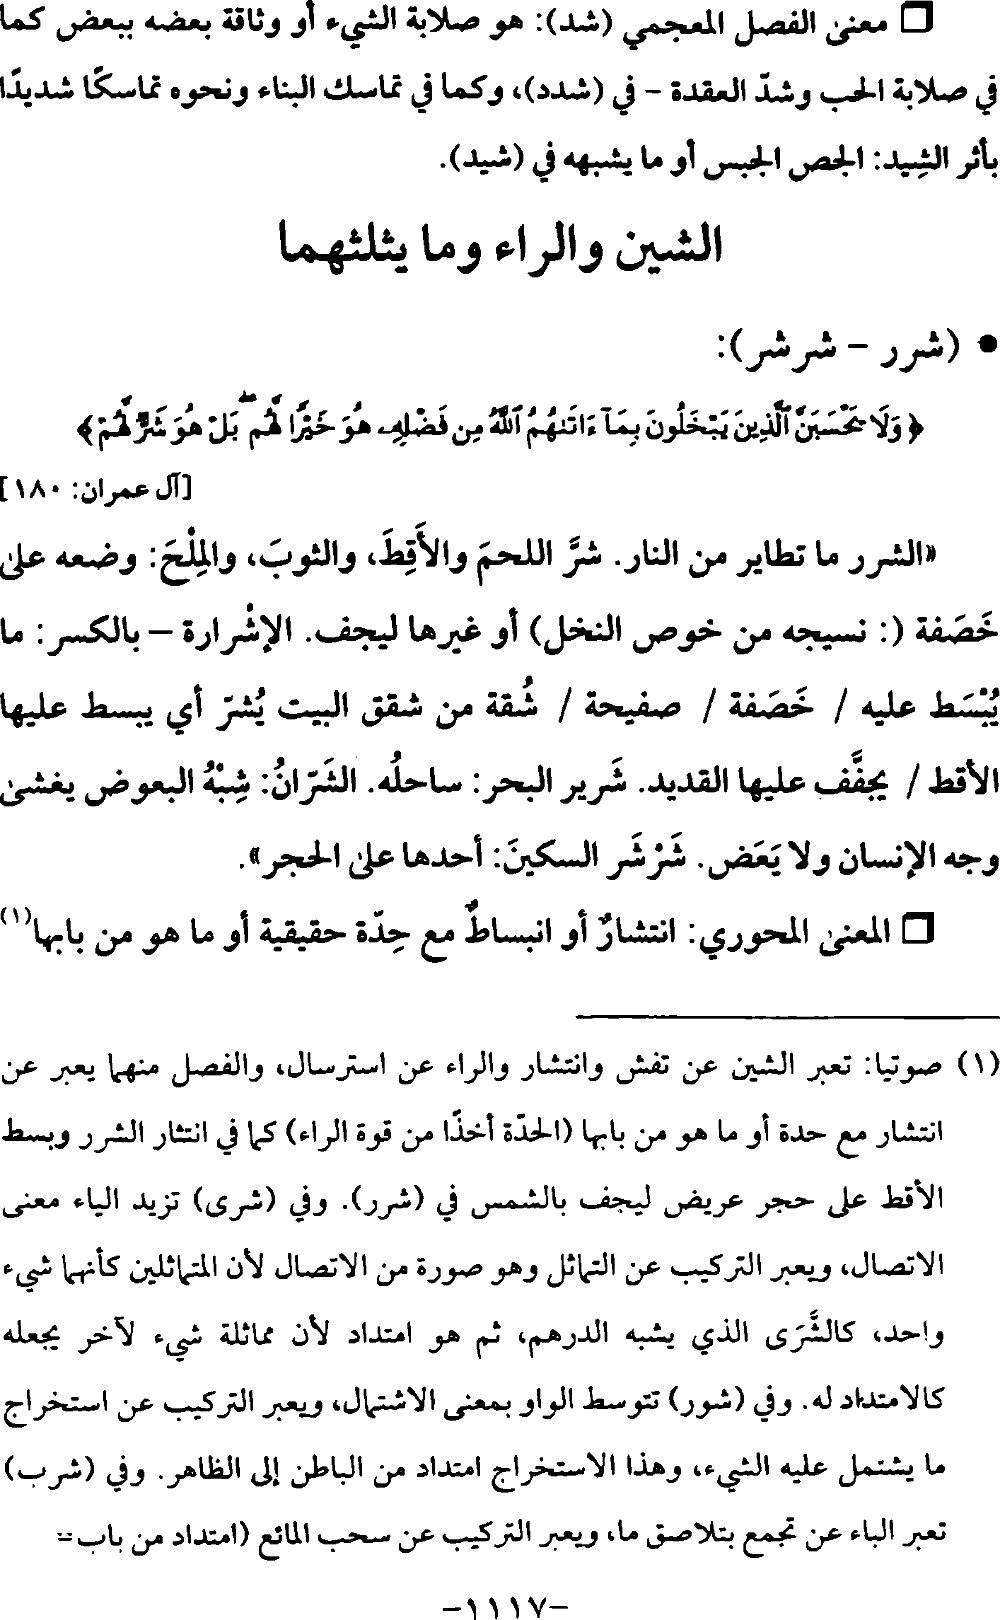 ❒ معنى الفصل المعجمي (شد): هو صلابة الشيء أو وثاقة بعضه ببعض كما
في صلابة الحب وشدّ العقدة - في (شدد)، وكما في تماسك البناء ونحوه تماسكًا شديدًا
بأثر الشِيد: الجص الجبس أو ما يشبهه في (شيد).
الشين والراء وما يثلثهما
• (شرر - شرشر):
﴿وَلَا يَحْسَبَنَّ ٱلَّذِينَ يَبْخَلُونَ بِمَآ ءَاتَىٰهُمُ ٱللَّهُ مِن فَضْلِهِۦ هُوَ خَيْرًا لَّهُم ۖ بَلْ هُوَ شَرٌّ لَّهُمْ﴾
[آل عمران: ١٨٠]
«الشرر ما تطاير من النار. شرَّ اللحمَ والأَقِطَ، والثوبَ، والمِلْحَ: وضعه على
خَصَفة (: نسيجه من خوص النخل) أو غيرها ليجف. الإشْرارة – بالكسر: ما
يُبْسَط عليه / خَصَفة / صفيحة / شُقة من شقق البيت يُشرّ أي يبسط عليها
الأقط / يجفَّف عليها القديد. شَرير البحر: ساحلُه. الشَرّانُ: شِبْهُ البعوض يغشى
وجه الإنسان ولا يَعَض. شَرْشَر السكينَ: أحدها على الحجر».
❒ المعنى المحوري: انتشارٌ أو انبساطٌ مع حِدّة حقيقية أو ما هو من بابها(١)
(١) صوتيا: تعبر الشين عن تفش وانتشار والراء عن استرسال، والفصل منهما يعبر عن
انتشار مع حدة أو ما هو من بابها (الحدّة أخذًا من قوة الراء) كما في انتثار الشرر وبسط
الأقط على حجر عريض ليجف بالشمس في (شرر). وفي (شرى) تزيد الياء معنى
الاتصال، ويعبر التركيب عن التماثل وهو صورة من الاتصال لأن المتماثلين كأنهما شيء
واحد، كالشَّرَى الذي يشبه الدرهم، ثم هو امتداد لأن مماثلة شيء لآخر يجعله
كالامتداد له. وفي (شور) تتوسط الواو بمعنى الاشتمال، ويعبر التركيب عن استخراج
ما يشتمل عليه الشيء، وهذا الاستخراج امتداد من الباطن إلى الظاهر. وفي (شرب)
تعبر الباء عن تجمع بتلاصق ما، ويعبر التركيب عن سحب المائع (امتداد من باب=
-١١١٧-